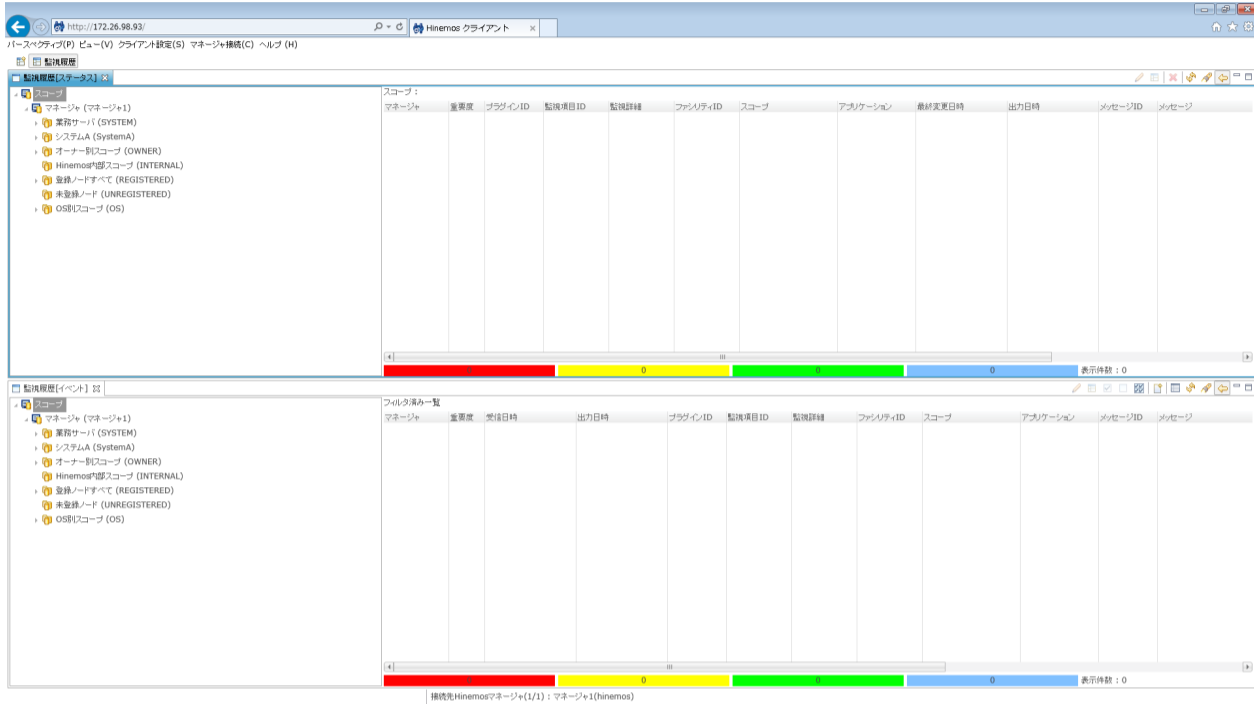 http://172.26.98.93/
Hinemos クライアント
パースペクティブ(P) ビュー(V) クライアント設定(S) マネージャ接続(C) ヘルプ (H)
監視履歴
監視履歴[ステータス]
スコープ
マネージャ (マネージャ1)
業務サーバ (SYSTEM)
システムA (SystemA)
オーナー別スコープ (OWNER)
Hinemos内部スコープ (INTERNAL)
登録ノードすべて (REGISTERED)
未登録ノード (UNREGISTERED)
OS別スコープ (OS)
スコープ :
マネージャ 重要度 プラグインID 監視項目ID 監視詳細 ファシリティID スコープ アプリケーション 最終変更日時 出力日時 メッセージID メッセージ
0 0 0 0 表示件数 : 0
監視履歴[イベント]
スコープ
マネージャ (マネージャ1)
業務サーバ (SYSTEM)
システムA (SystemA)
オーナー別スコープ (OWNER)
Hinemos内部スコープ (INTERNAL)
登録ノードすべて (REGISTERED)
未登録ノード (UNREGISTERED)
OS別スコープ (OS)
フィルタ済み一覧
マネージャ 重要度 受信日時 出力日時 プラグインID 監視項目ID 監視詳細 ファシリティID スコープ アプリケーション メッセージID メッセージ
0 0 0 0 表示件数 : 0
接続先Hinemosマネージャ(1/1) : マネージャ1(hinemos)